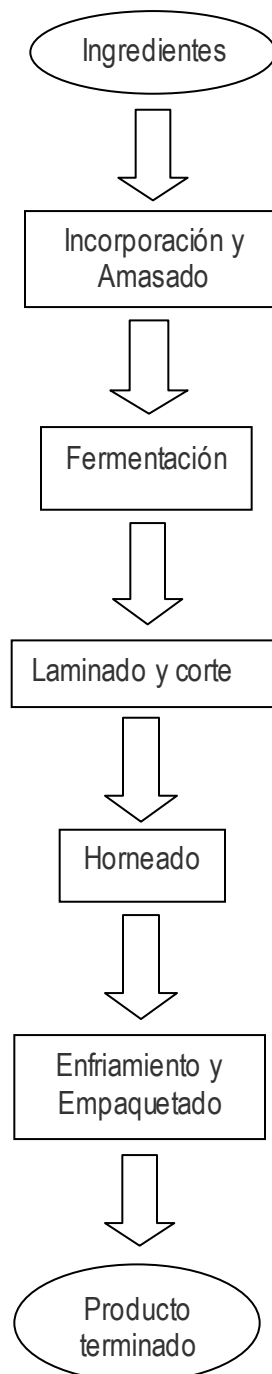 Ingredientes
Incorporación y
Amasado
Fermentación
Laminado y corte
Horneado
Enfriamiento y
Empaquetado
Producto
terminado